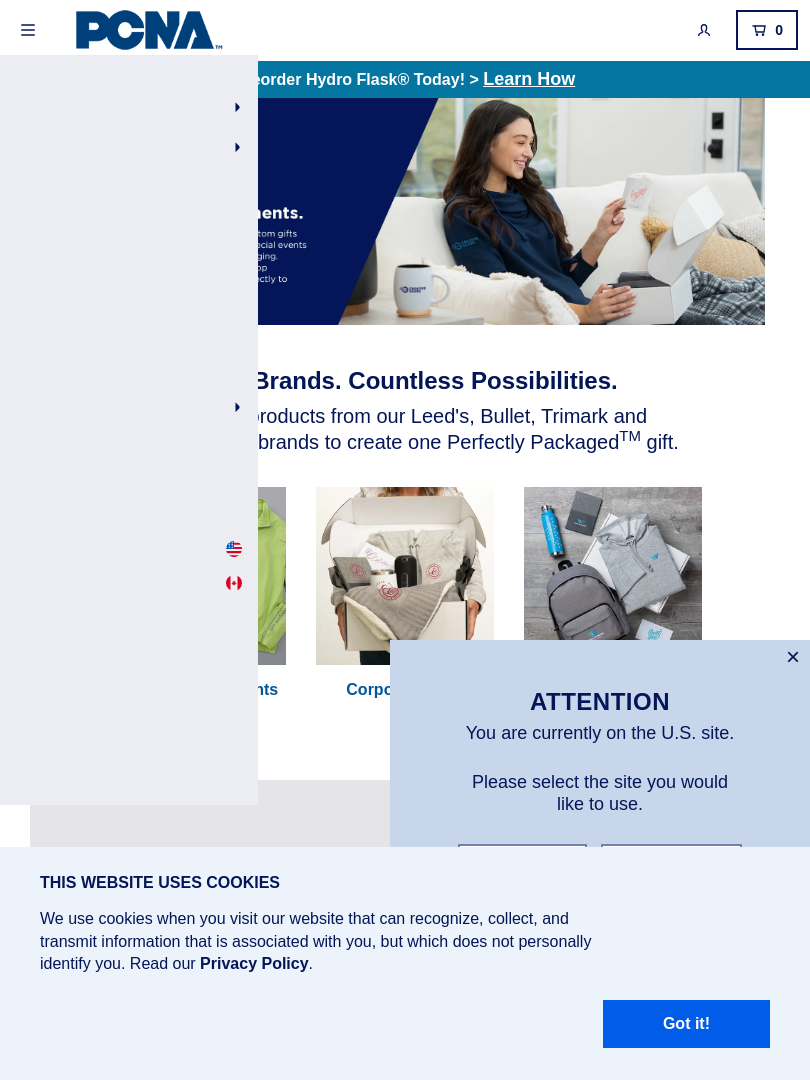 PCNA™
0
eorder Hydro Flask® Today! > Learn How
nents.
tom gifts
ecial events
ging.
op
ectly to
Brands. Countless Possibilities.
products from our Leed's, Bullet, Trimark and
brands to create one Perfectly Packaged™ gift.
nts
Corpo
ATTENTION
You are currently on the U.S. site.
Please select the site you would
like to use.
THIS WEBSITE USES COOKIES
We use cookies when you visit our website that can recognize, collect, and
transmit information that is associated with you, but which does not personally
identify you. Read our Privacy Policy.
Got it!